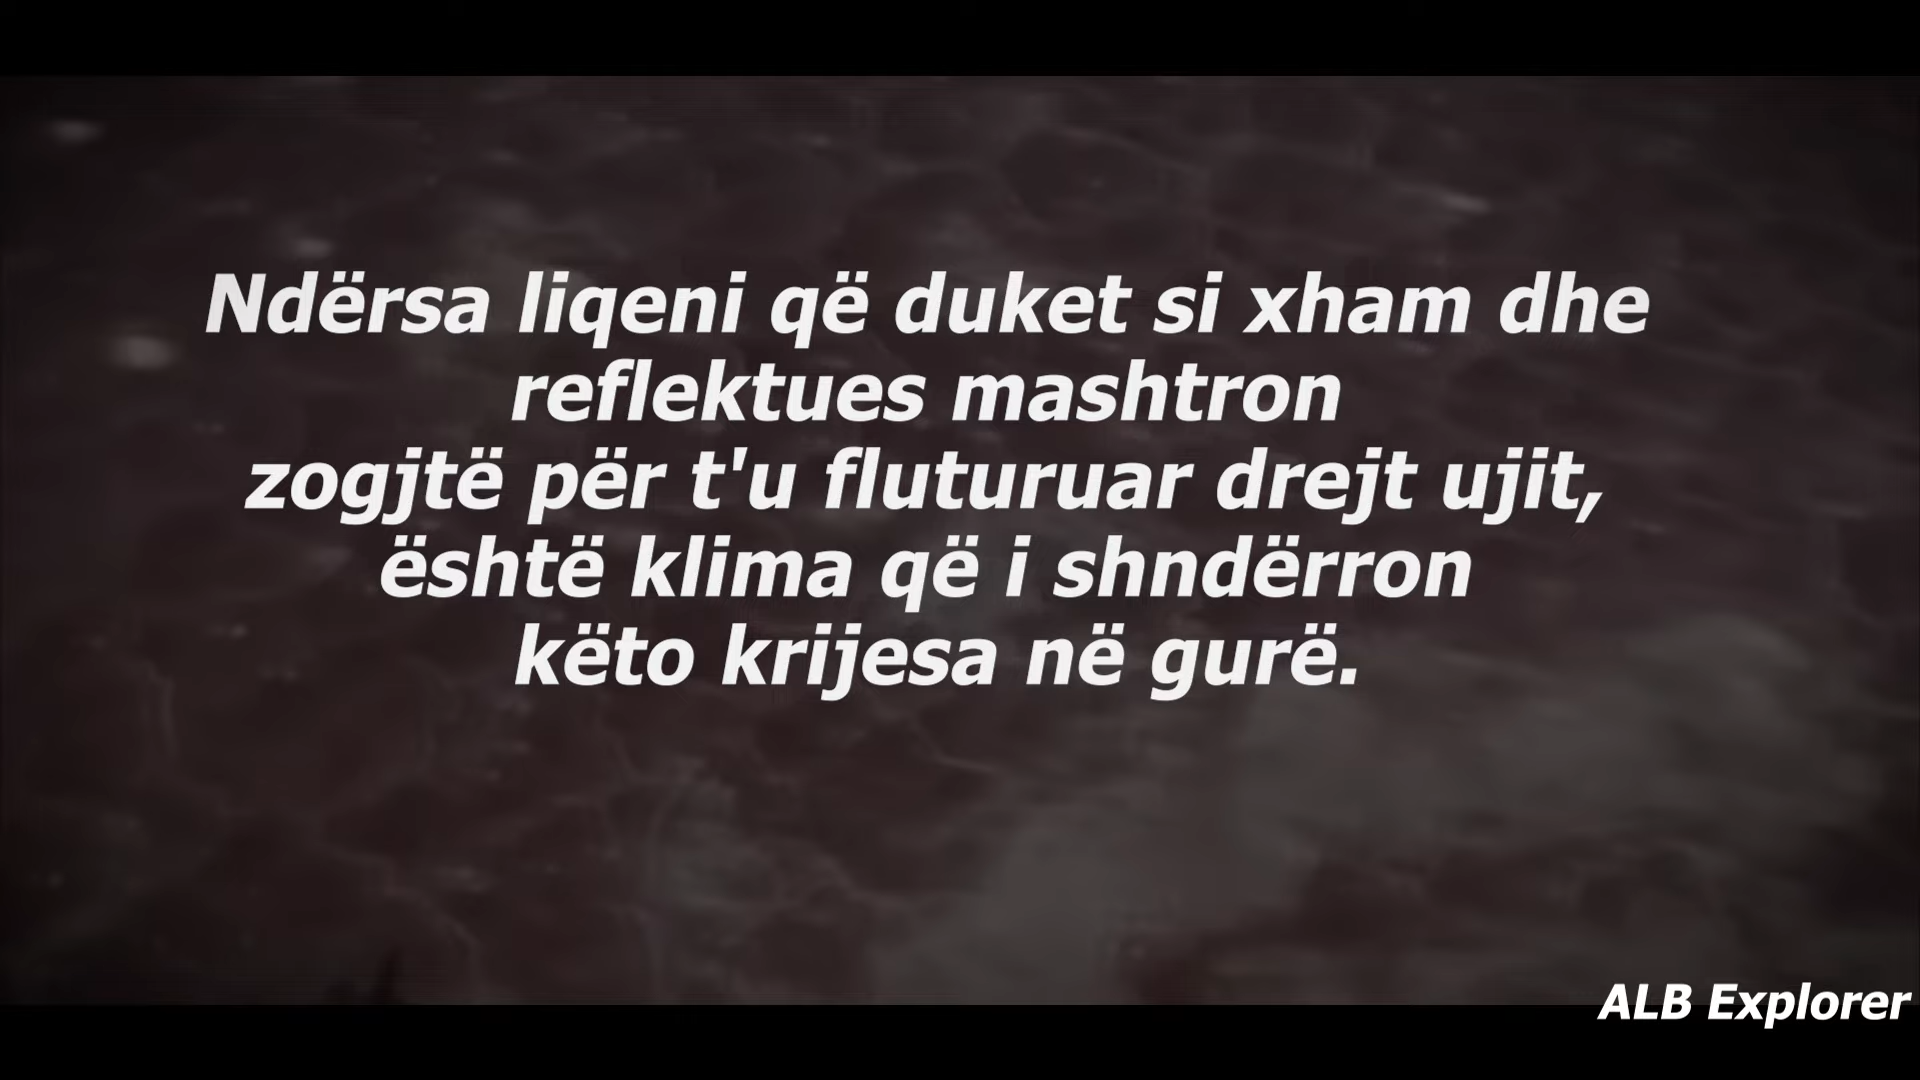 Ndërsa liqeni që duket si xham dhe
reflektues mashtron
zogjtë për t'u fluturuar drejt ujit,
është klima që i shndërron
këto krijesa në gurë.
ALB Explorer